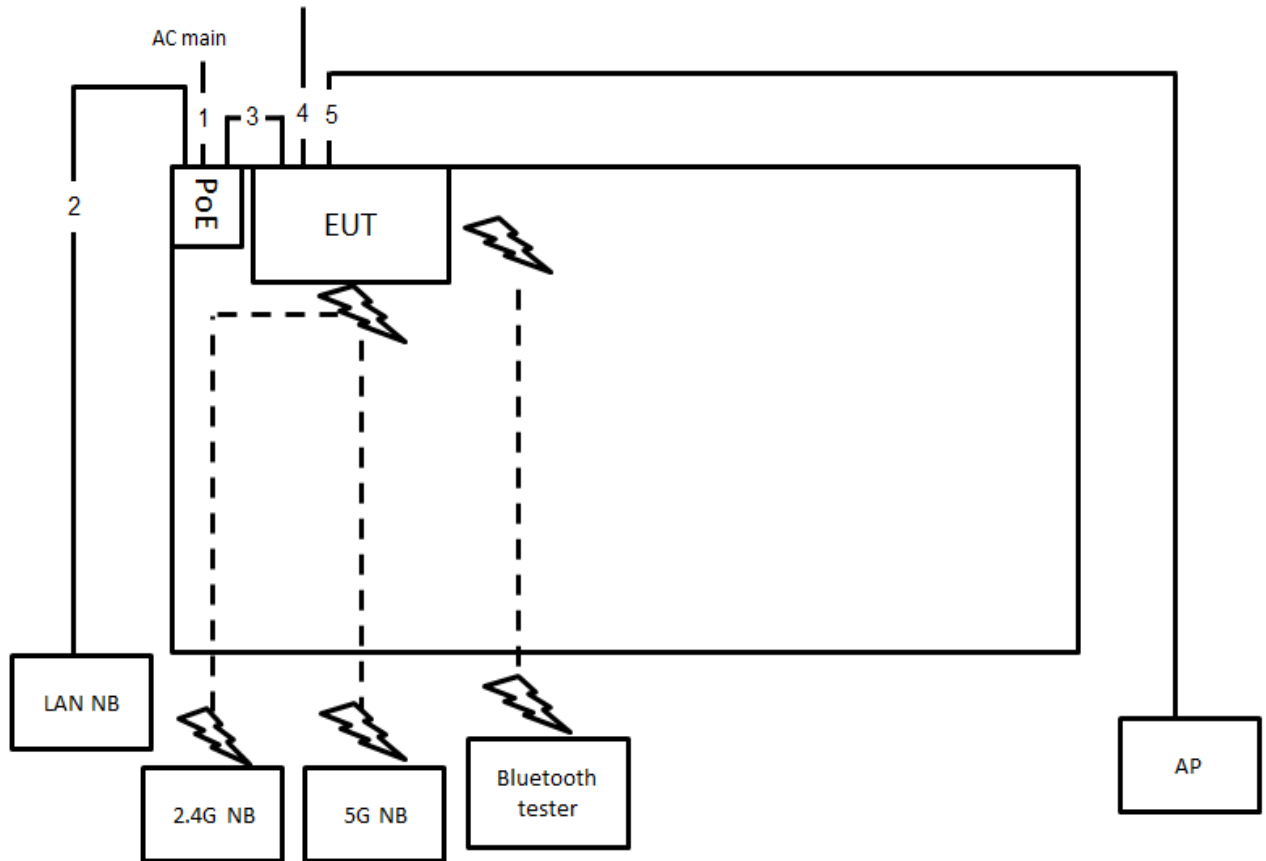 AC main
1
3
4
5
2
PoE
EUT
LAN NB
2.4G NB
5G NB
Bluetooth
tester
AP